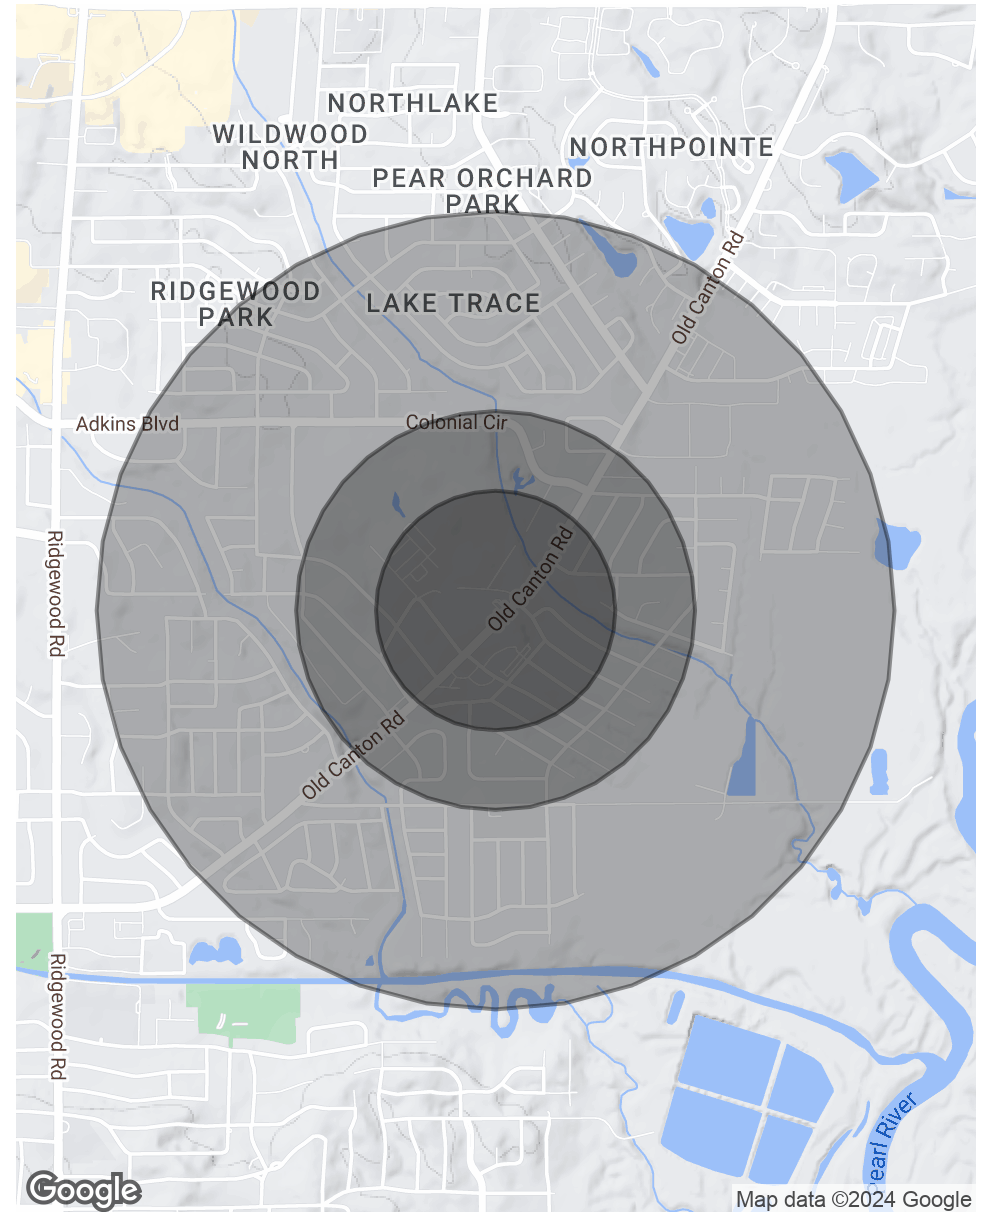 NORTHLAKE
WILDWOOD
NORTH
NORTHPOINTE
PEAR ORCHARD
PARK
Old Canton Rd
RIDGEWOOD
PARK
LAKE TRACE
Adkins Blvd
Colonial Cir
Ridgewood Rd
Old Canton Rd
Old Canton Rd
Ridgewood Rd
earl River
Google
Map data ©2024 Google